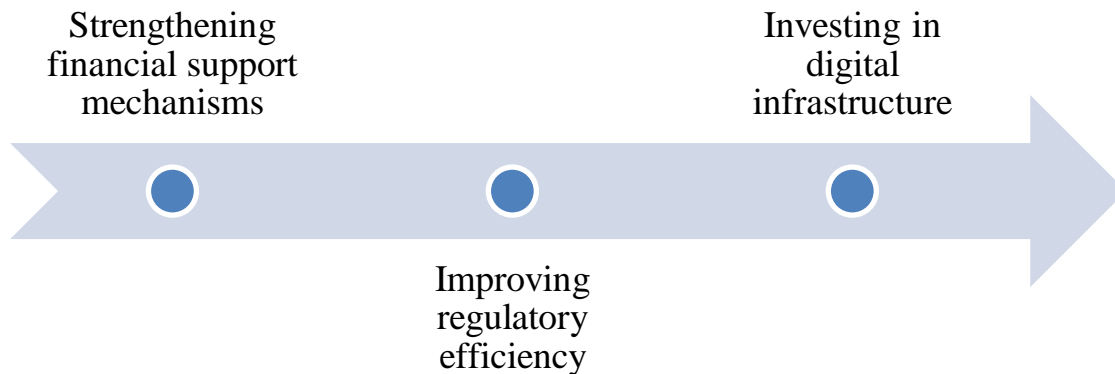 Strengthening
financial support
mechanisms
Improving
regulatory
efficiency
Investing in
digital
infrastructure